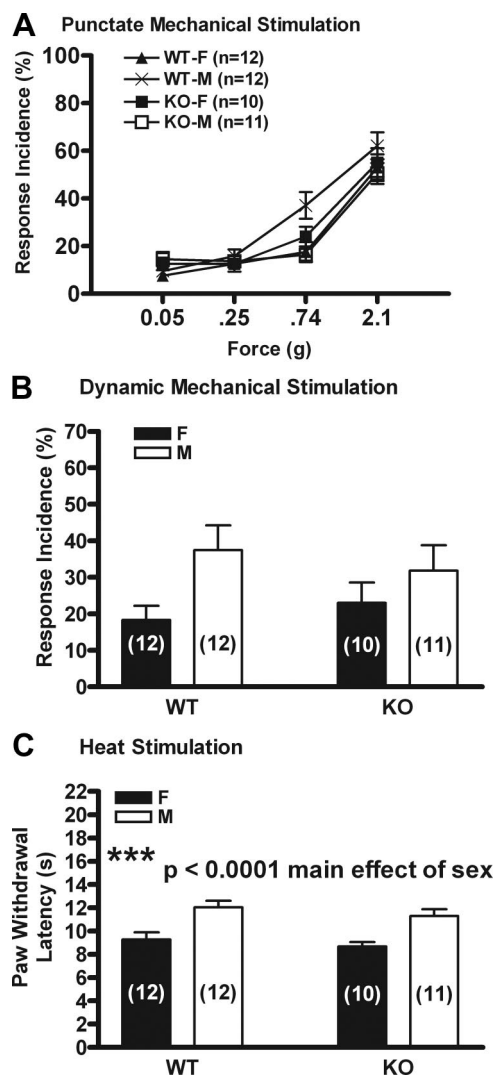 A Punctate Mechanical Stimulation
Response Incidence (%)
100
80
60
40
20
0
WT-F (n=12)
WT-M (n=12)
KO-F (n=10)
KO-M (n=11)
0.05 .25 .74 2.1
Force (g)
B Dynamic Mechanical Stimulation
Response Incidence (%)
70
60
50
40
30
20
10
0
F
M
(12) (12) (10) (11)
WT KO
C Heat Stimulation
Paw Withdrawal
Latency (s)
22
20
18
16
14
12
10
8
6
4
2
0
F
M
*** p < 0.0001 main effect of sex
(12) (12) (10) (11)
WT KO